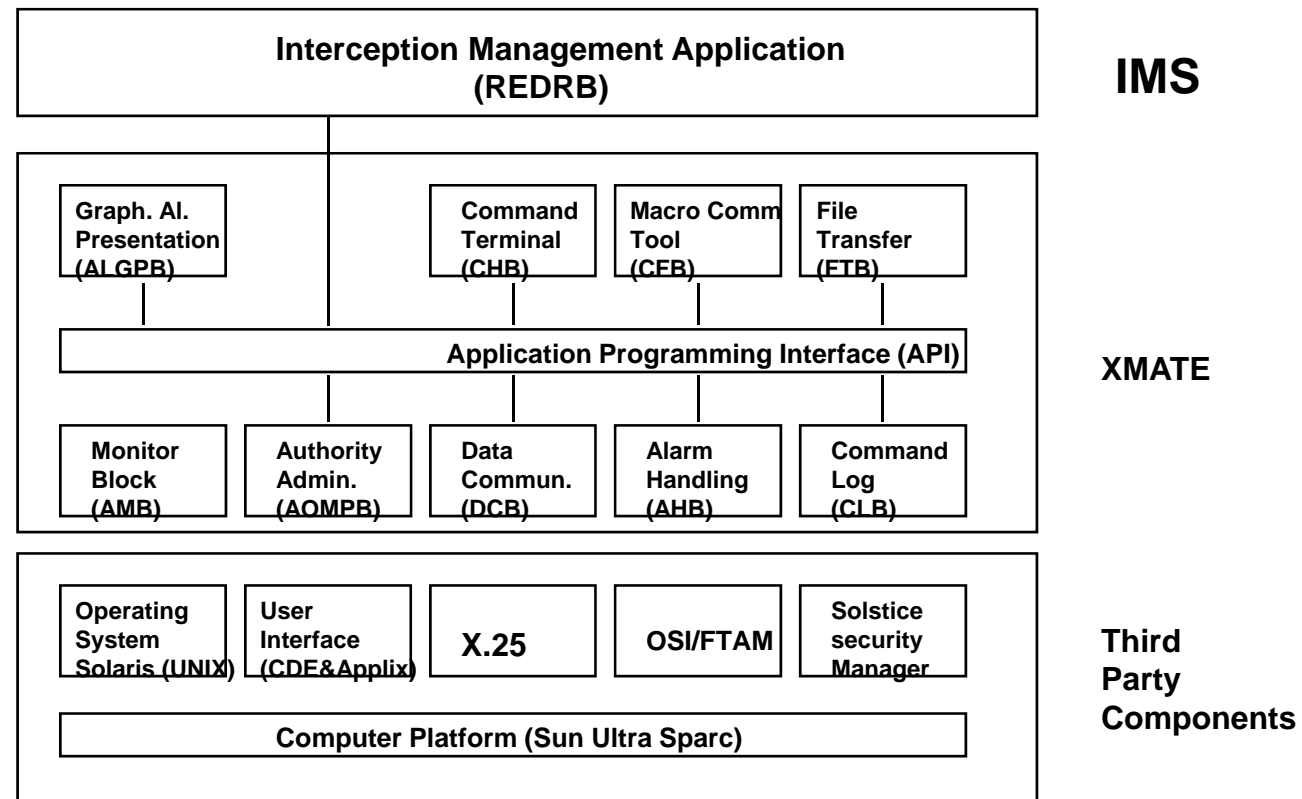 Interception Management Application
(REDRB)
IMS
Graph. Al.
Presentation
(ALGPB)
Command
Terminal
(CHB)
Macro Comm
Tool
(CFB)
File
Transfer
(FTB)
Application Programming Interface (API)
XMATE
Monitor
Block
(AMB)
Authority
Admin.
(AOMPB)
Data
Commun.
(DCB)
Alarm
Handling
(AHB)
Command
Log
(CLB)
Operating
System
Solaris (UNIX)
User
Interface
(CDE&Applix)
X.25
OSI/FTAM
Solstice
security
Manager
Third
Party
Components
Computer Platform (Sun Ultra Sparc)